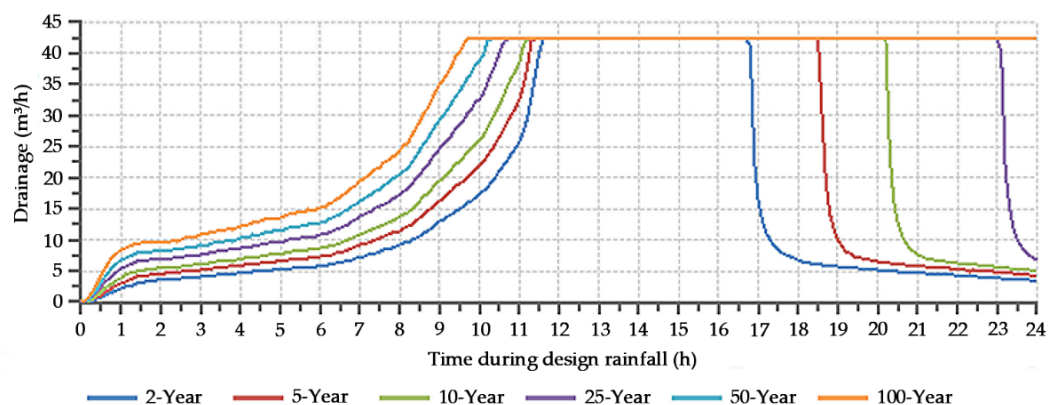 45
40
35
30
25
20
15
10
5
0
Drainage (m³/h)
0 1 2 3 4 5 6 7 8 9 10 11 12 13 14 15 16 17 18 19 20 21 22 23 24
Time during design rainfall (h)
2-Year 5-Year 10-Year 25-Year 50-Year 100-Year